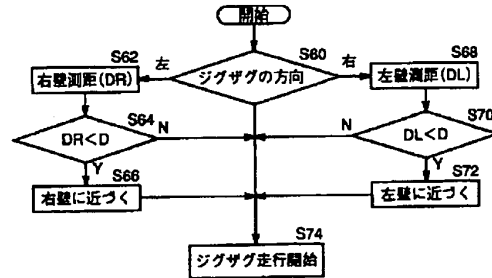 開始
S60
ジグザグの方向
左
右
S62
右壁測距(DR)
S68
左壁測距(DL)
S64
DR<D
N
Y
S70
DL<D
N
Y
S66
右壁に近づく
S72
左壁に近づく
S74
ジグザグ走行開始